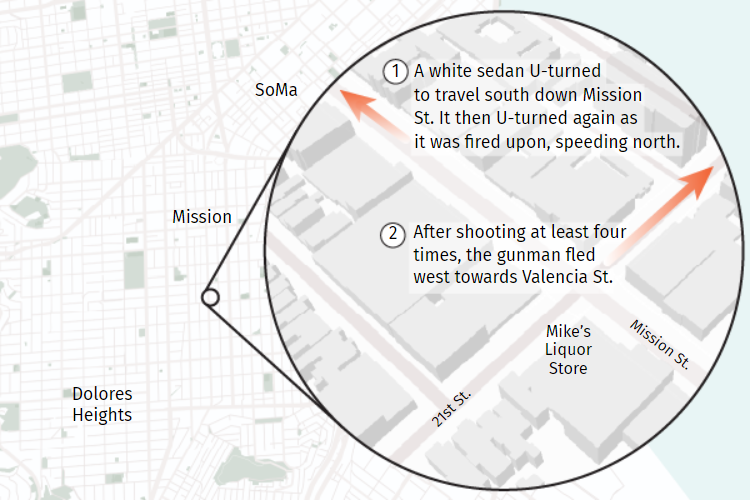 SoMa
Mission
Dolores
Heights
1
A white sedan U-turned
to travel south down Mission
St. It then U-turned again as
it was fired upon, speeding north.
2
After shooting at least four
times, the gunman fled
west towards Valencia St.
Mike's
Liquor
Store
Mission St.
21st St.